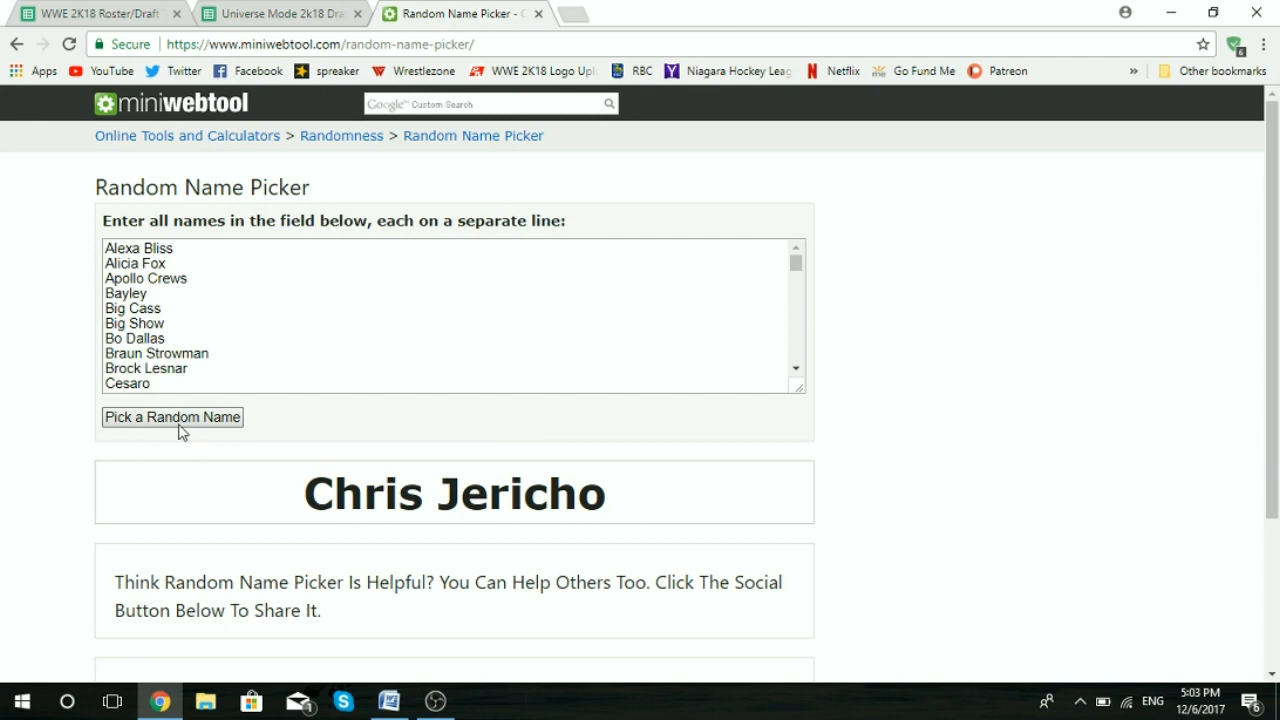 WWE 2K18 Roster/Draft
Universe Mode 2k18 Dra
Random Name Picker - C
Secure https://www.miniwebtool.com/random-name-picker/
6
Apps YouTube Twitter Facebook spreaker Wrestlezone WWE 2K18 Logo Upl RBC Niagara Hockey Leag Netflix Go Fund Me Patreon » Other bookmarks
miniwebtool
Google™ Custom Search
Online Tools and Calculators > Randomness > Random Name Picker
Random Name Picker
Enter all names in the field below, each on a separate line:
Alexa Bliss
Alicia Fox
Apollo Crews
Bayley
Big Cass
Big Show
Bo Dallas
Braun Strowman
Brock Lesnar
Cesaro
Pick a Random Name
Chris Jericho
Think Random Name Picker Is Helpful? You Can Help Others Too. Click The Social
Button Below To Share It.
1
ENG
5:03 PM
12/6/2017
6